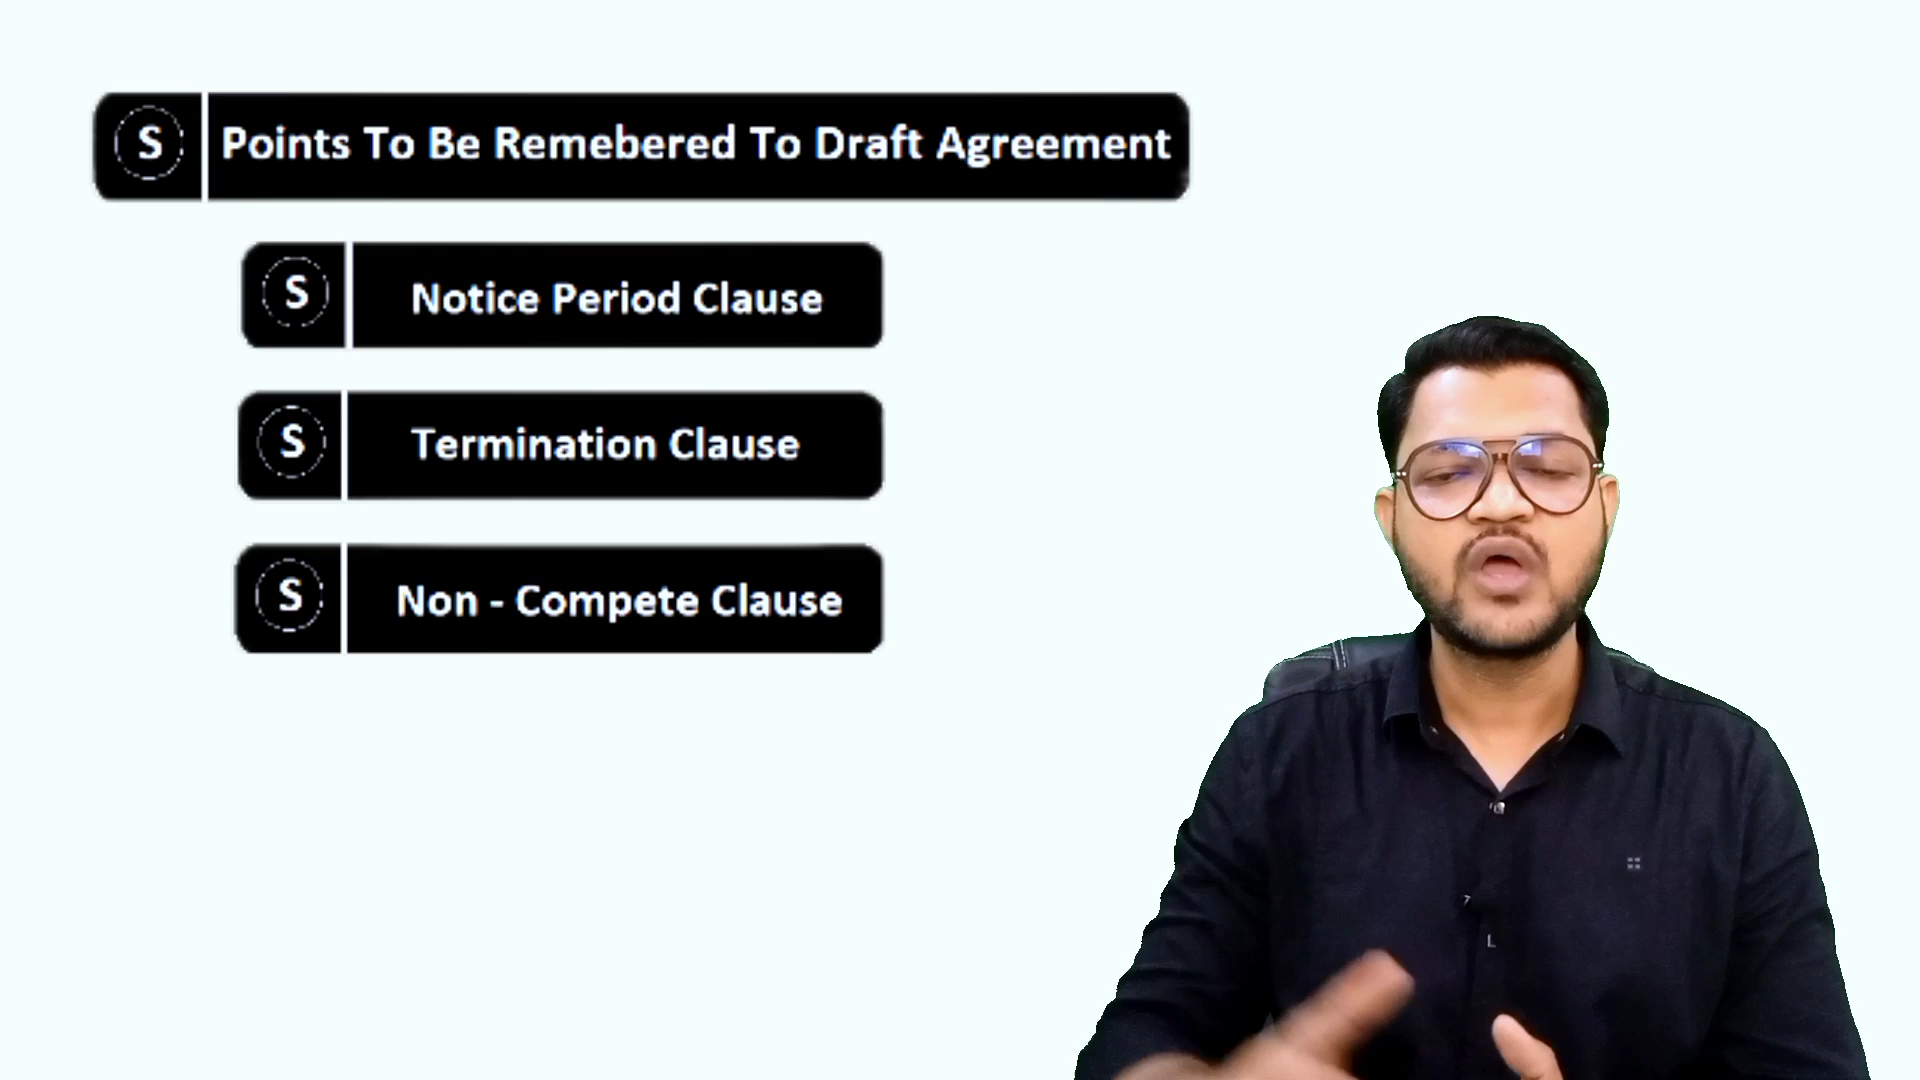 S Points To Be Remebered To Draft Agreement
S Notice Period Clause
S Termination Clause
S Non - Compete Clause